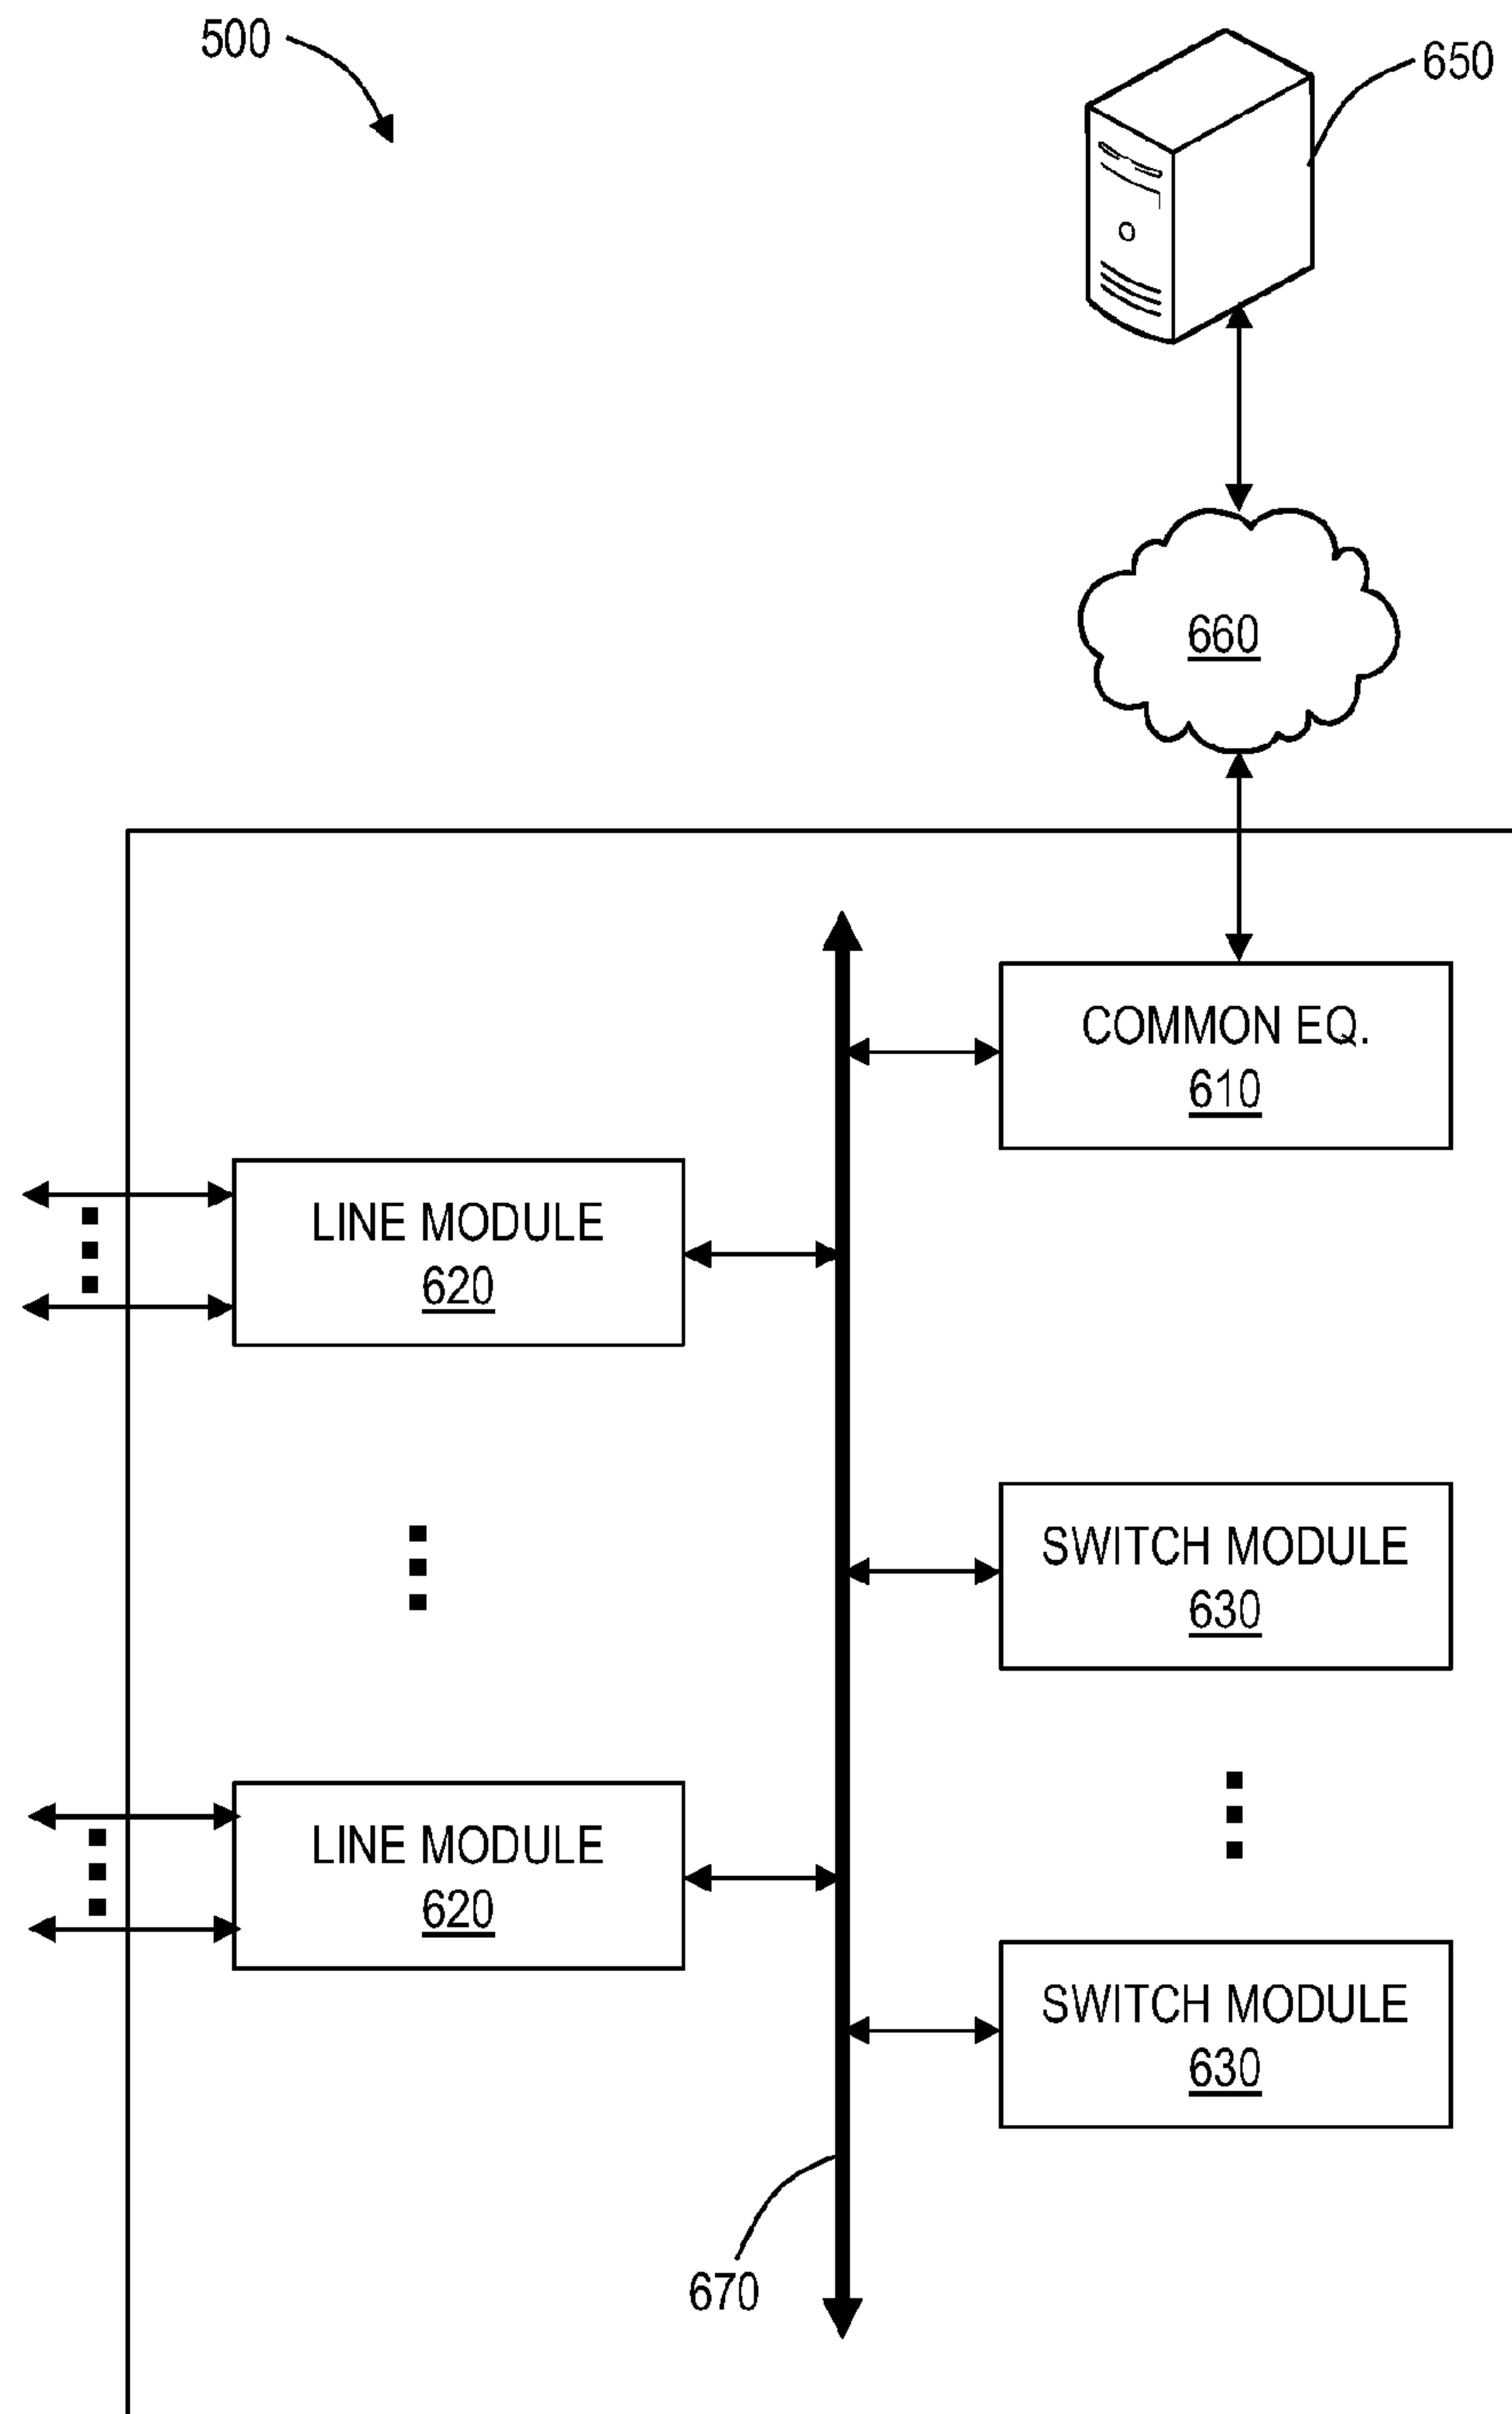 500
650
660
COMMON EQ.
610
LINE MODULE
620
SWITCH MODULE
630
LINE MODULE
620
SWITCH MODULE
630
670